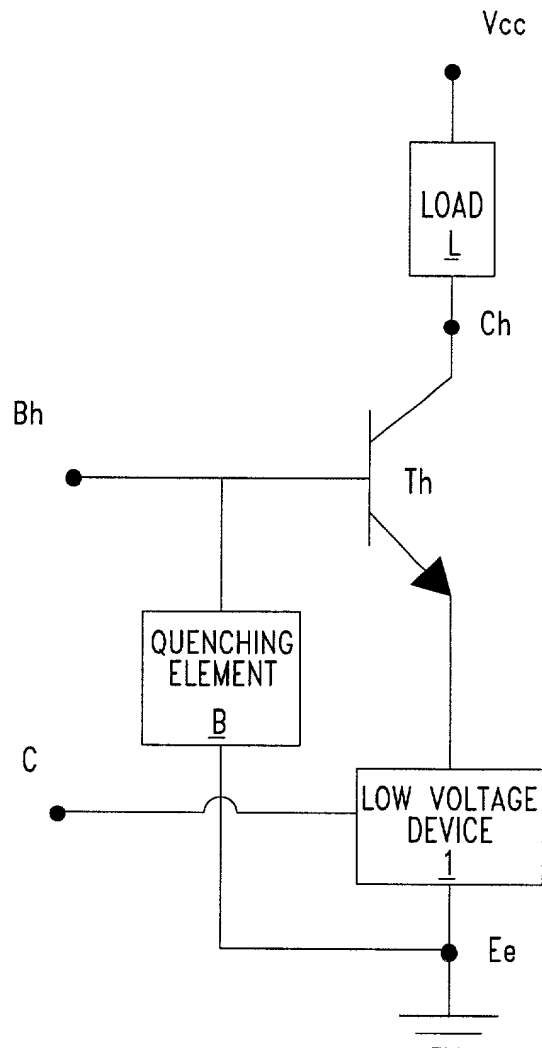 Vcc
LOAD
L
Ch
Bh
Th
QUENCHING
ELEMENT
B
C
LOW VOLTAGE
DEVICE
1
Ee